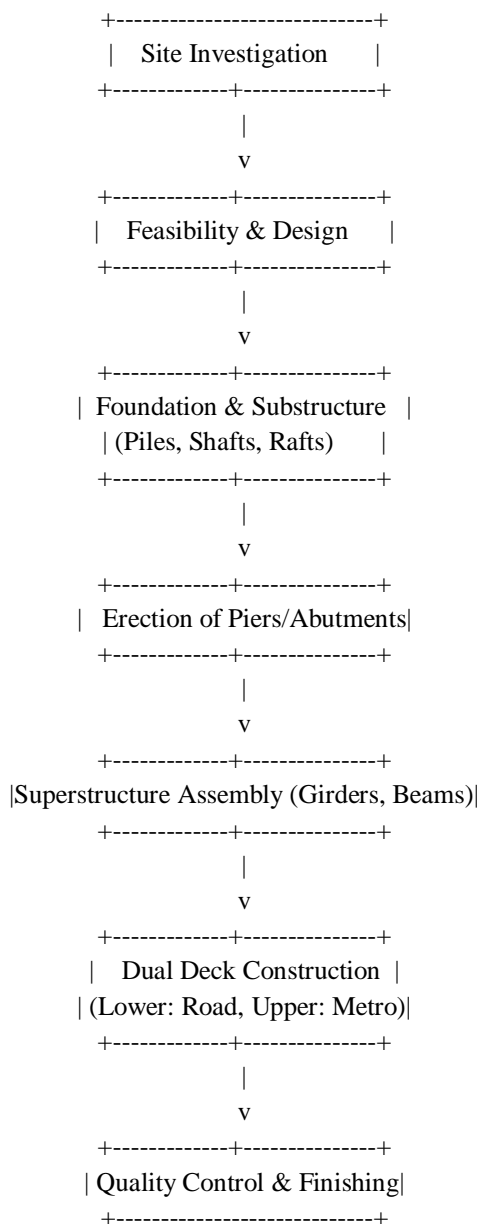 +-----------------------------+
| Site Investigation |
+-------------+---------------+
|
v
+-------------+---------------+
| Feasibility & Design |
+-------------+---------------+
|
v
+-------------+---------------+
| Foundation & Substructure |
| (Piles, Shafts, Rafts) |
+-------------+---------------+
|
v
+-------------+---------------+
| Erection of Piers/Abutments|
+-------------+---------------+
|
v
+-------------+---------------+
|Superstructure Assembly (Girders, Beams)|
+-------------+---------------+
|
v
+-------------+---------------+
| Dual Deck Construction |
| (Lower: Road, Upper: Metro)|
+-------------+---------------+
|
v
+-------------+---------------+
| Quality Control & Finishing|
+-----------------------------+